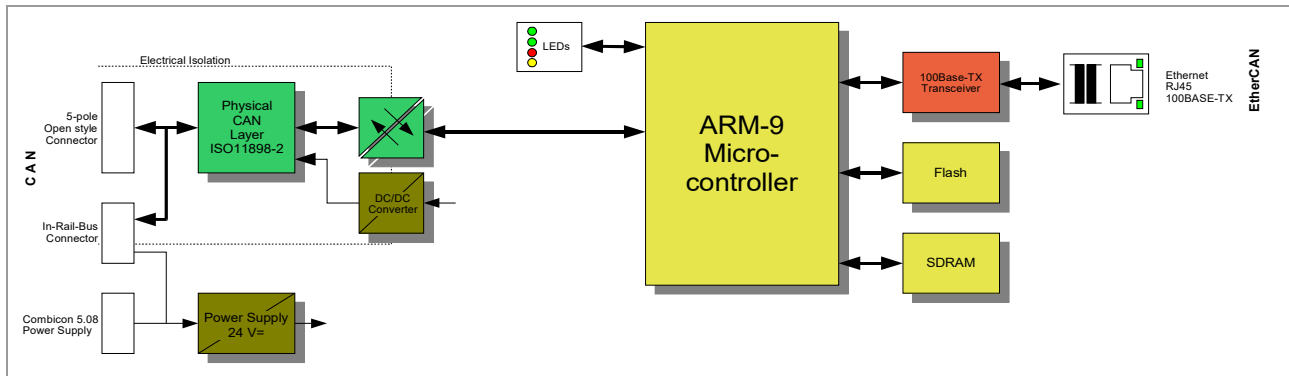 Electrical Isolation
CAN
5-pole
Open style
Connector
Physical
CAN
Layer
ISO11898-2
DC/DC
Converter
In-Rail-Bus
Connector
Combicon 5.08
Power Supply
Power Supply
24 V=
LEDs
ARM-9
Micro-
controller
100Base-TX
Transceiver
Flash
SDRAM
Ethernet
RJ45
100BASE-TX
EtherCAN